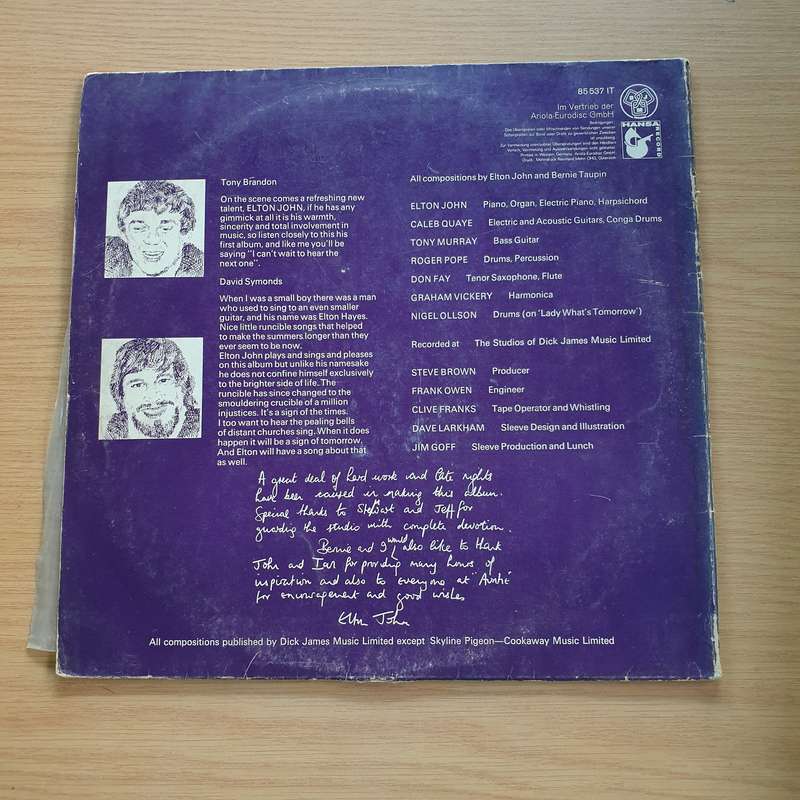 85 537 IT
Im Vertrieb der
Ariola-Eurodisc GmbH
HANSA
RECORD
Tony Brandon
On the scene comes a refreshing new
talent, ELTON JOHN, if he has any
gimmick at all it is his warmth,
sincerity and total involvement in
music, so listen closely to this his
first album, and like me you'll be
saying "I can't wait to hear the
next one".
David Symonds
When I was a small boy there was a man
who used to sing to an even smaller
guitar, and his name was Elton Hayes.
Nice little runcible songs that helped
to make the summers longer than they
ever seem to be now.
Elton John plays and sings and pleases
on this album but unlike his namesake
he does not confine himself exclusively
to the brighter side of life. The
runcible has since changed to the
smouldering crucible of a million
injustices. It's a sign of the times.
I too want to hear the pealing bells
of distant churches sing. When it does
happen it will be a sign of tomorrow.
And Elton will have a song about that
as well.
All compositions by Elton John and Bernie Taupin
ELTON JOHN Piano, Organ, Electric Piano, Harpsichord
CALEB QUAYE Electric and Acoustic Guitars, Conga Drums
TONY MURRAY Bass Guitar
ROGER POPE Drums, Percussion
DON FAY Tenor Saxophone, Flute
GRAHAM VICKERY Harmonica
NIGEL OLLSON Drums (on 'Lady What's Tomorrow')
Recorded at The Studios of Dick James Music Limited
STEVE BROWN Producer
FRANK OWEN Engineer
CLIVE FRANKS Tape Operator and Whistling
DAVE LARKHAM Sleeve Design and Illustration
JIM GOFF Sleeve Production and Lunch
A great deal of hard work and late nights
have been caused in making this album.
Special thanks to Stewart and Jeff for
guarding the studio with complete devotion.
Bernie and I would also like to thank
John and Ian for providing many hours of
inspiration and also to everyone at 'Auntie'
for encouragement and good wishes
Elton John
All compositions published by Dick James Music Limited except Skyline Pigeon—Cookaway Music Limited